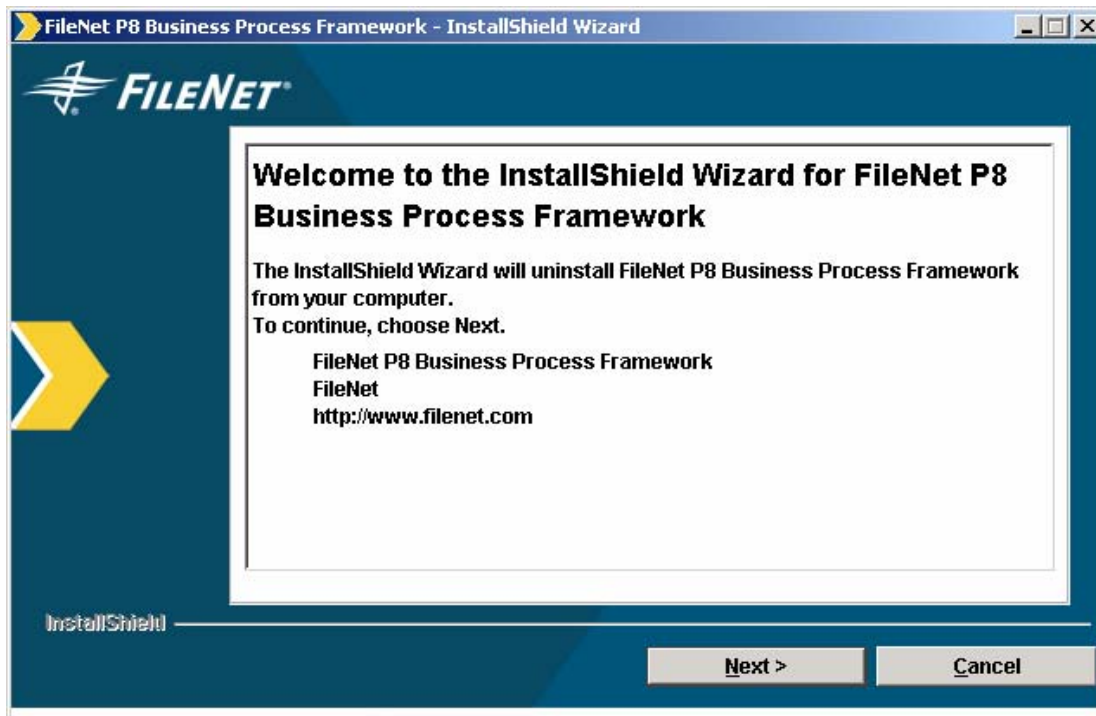 FileNet P8 Business Process Framework - InstallShield Wizard
FILENET
Welcome to the InstallShield Wizard for FileNet P8
Business Process Framework
The InstallShield Wizard will uninstall FileNet P8 Business Process Framework
from your computer.
To continue, choose Next.
FileNet P8 Business Process Framework
FileNet
http://www.filenet.com
InstallShield
Next >
Cancel